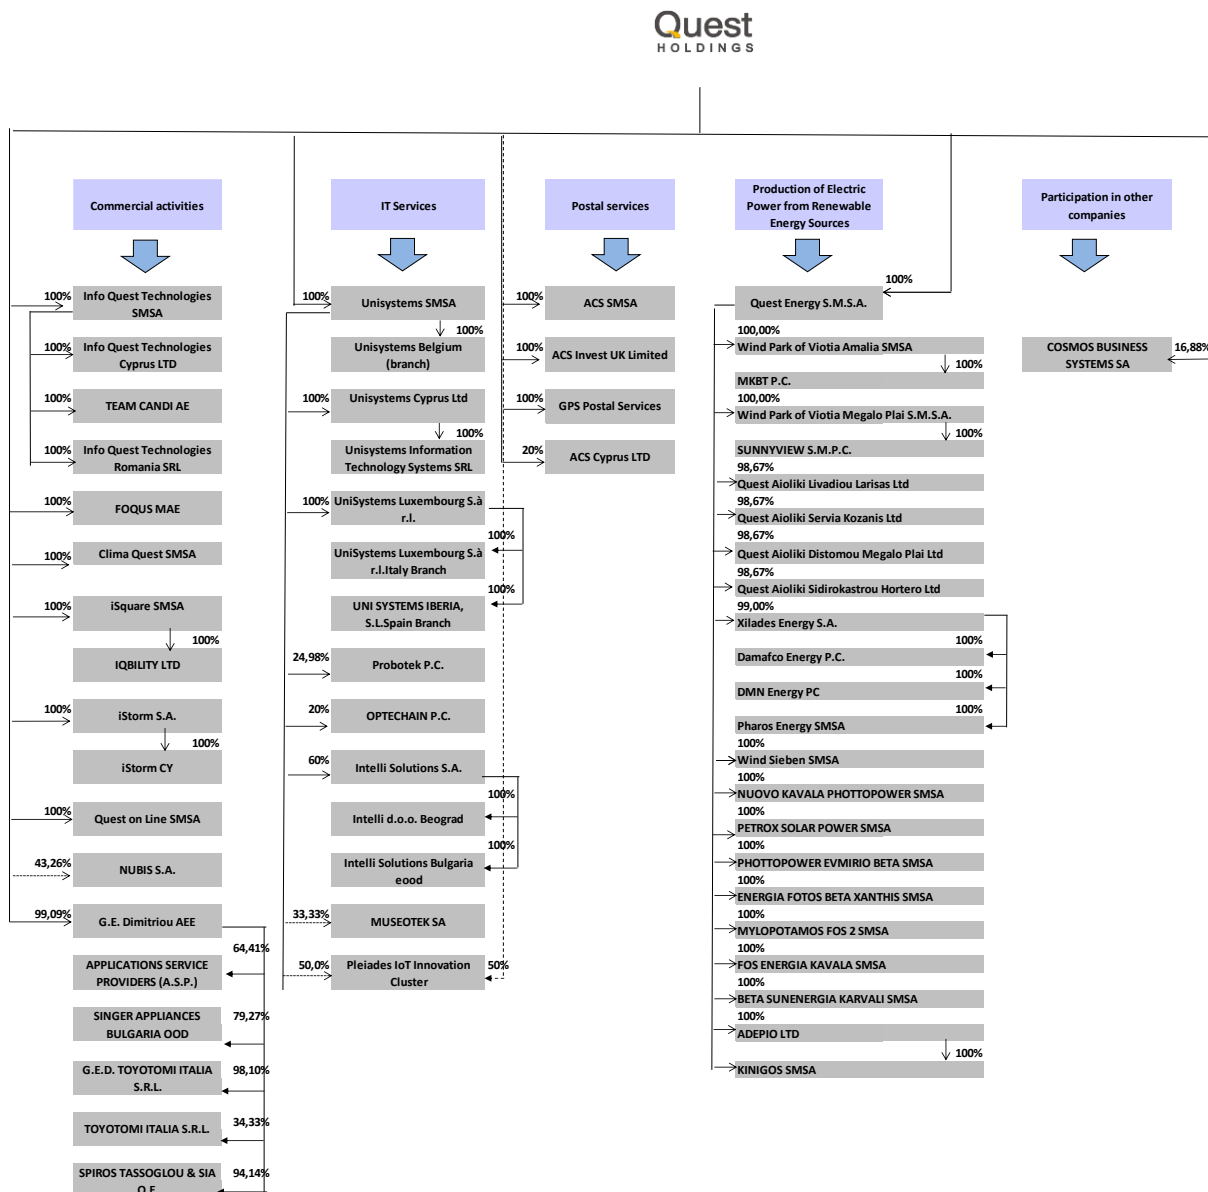 Quest
HOLDINGS
Commercial activities
100%
Info Quest Technologies
SMSA
100%
Info Quest Technologies
Cyprus LTD
100%
TEAM CANDI AE
100%
Info Quest Technologies
Romania SRL
100%
FOQUS MAE
100%
Clima Quest SMSA
100%
iSquare SMSA
100%
IQBILITY LTD
100%
iStorm S.A.
100%
iStorm CY
100%
Quest on Line SMSA
43,26%
NUBIS S.A.
99,09%
G.E. Dimitriou AEE
64,41%
APPLICATIONS SERVICE
PROVIDERS (A.S.P.)
79,27%
SINGER APPLIANCES
BULGARIA OOD
98,10%
G.E.D. TOYOTOMI ITALIA
S.R.L.
34,33%
TOYOTOMI ITALIA S.R.L.
94,14%
SPIROS TASSOGLOU & SIA
O.E.
IT Services
100%
Unisystems SMSA
100%
Unisystems Belgium
(branch)
100%
Unisystems Cyprus Ltd
100%
Unisystems Information
Technology Systems SRL
100%
UniSystems Luxembourg S.à
r.l.
100%
UniSystems Luxembourg S.à
r.l.Italy Branch
100%
UNI SYSTEMS IBERIA,
S.L.Spain Branch
24,98%
Probotek P.C.
20%
OPTECHAIN P.C.
60%
Intelli Solutions S.A.
100%
Intelli d.o.o. Beograd
100%
Intelli Solutions Bulgaria
eood
33,33%
MUSEOTEK SA
50,0%
Pleiades IoT Innovation
Cluster
50%
Postal services
100%
ACS SMSA
100%
ACS Invest UK Limited
100%
GPS Postal Services
20%
ACS Cyprus LTD
Production of Electric
Power from Renewable
Energy Sources
100%
Quest Energy S.M.S.A.
100,00%
Wind Park of Viotia Amalia SMSA
100%
MKBT P.C.
100,00%
Wind Park of Viotia Megalo Plai S.M.S.A.
100%
SUNNYVIEW S.M.P.C.
98,67%
Quest Aioliki Livadiou Larisas Ltd
98,67%
Quest Aioliki Servia Kozanis Ltd
98,67%
Quest Aioliki Distomou Megalo Plai Ltd
98,67%
Quest Aioliki Sidirokastrou Hortero Ltd
99,00%
Xilades Energy S.A.
100%
Damafco Energy P.C.
100%
DMN Energy PC
100%
Pharos Energy SMSA
100%
Wind Sieben SMSA
100%
NUOVO KAVALA PHOTTOPOWER SMSA
100%
PETROX SOLAR POWER SMSA
100%
PHOTTOPOWER EVMIRIO BETA SMSA
100%
ENERGIA FOTOS BETA XANTHIS SMSA
100%
MYLOPOTAMOS FOS 2 SMSA
100%
FOS ENERGIA KAVALA SMSA
100%
BETA SUNENERGIA KARVALI SMSA
100%
ADEPIO LTD
100%
KINIGOS SMSA
Participation in other
companies
COSMOS BUSINESS
SYSTEMS SA
16,88%